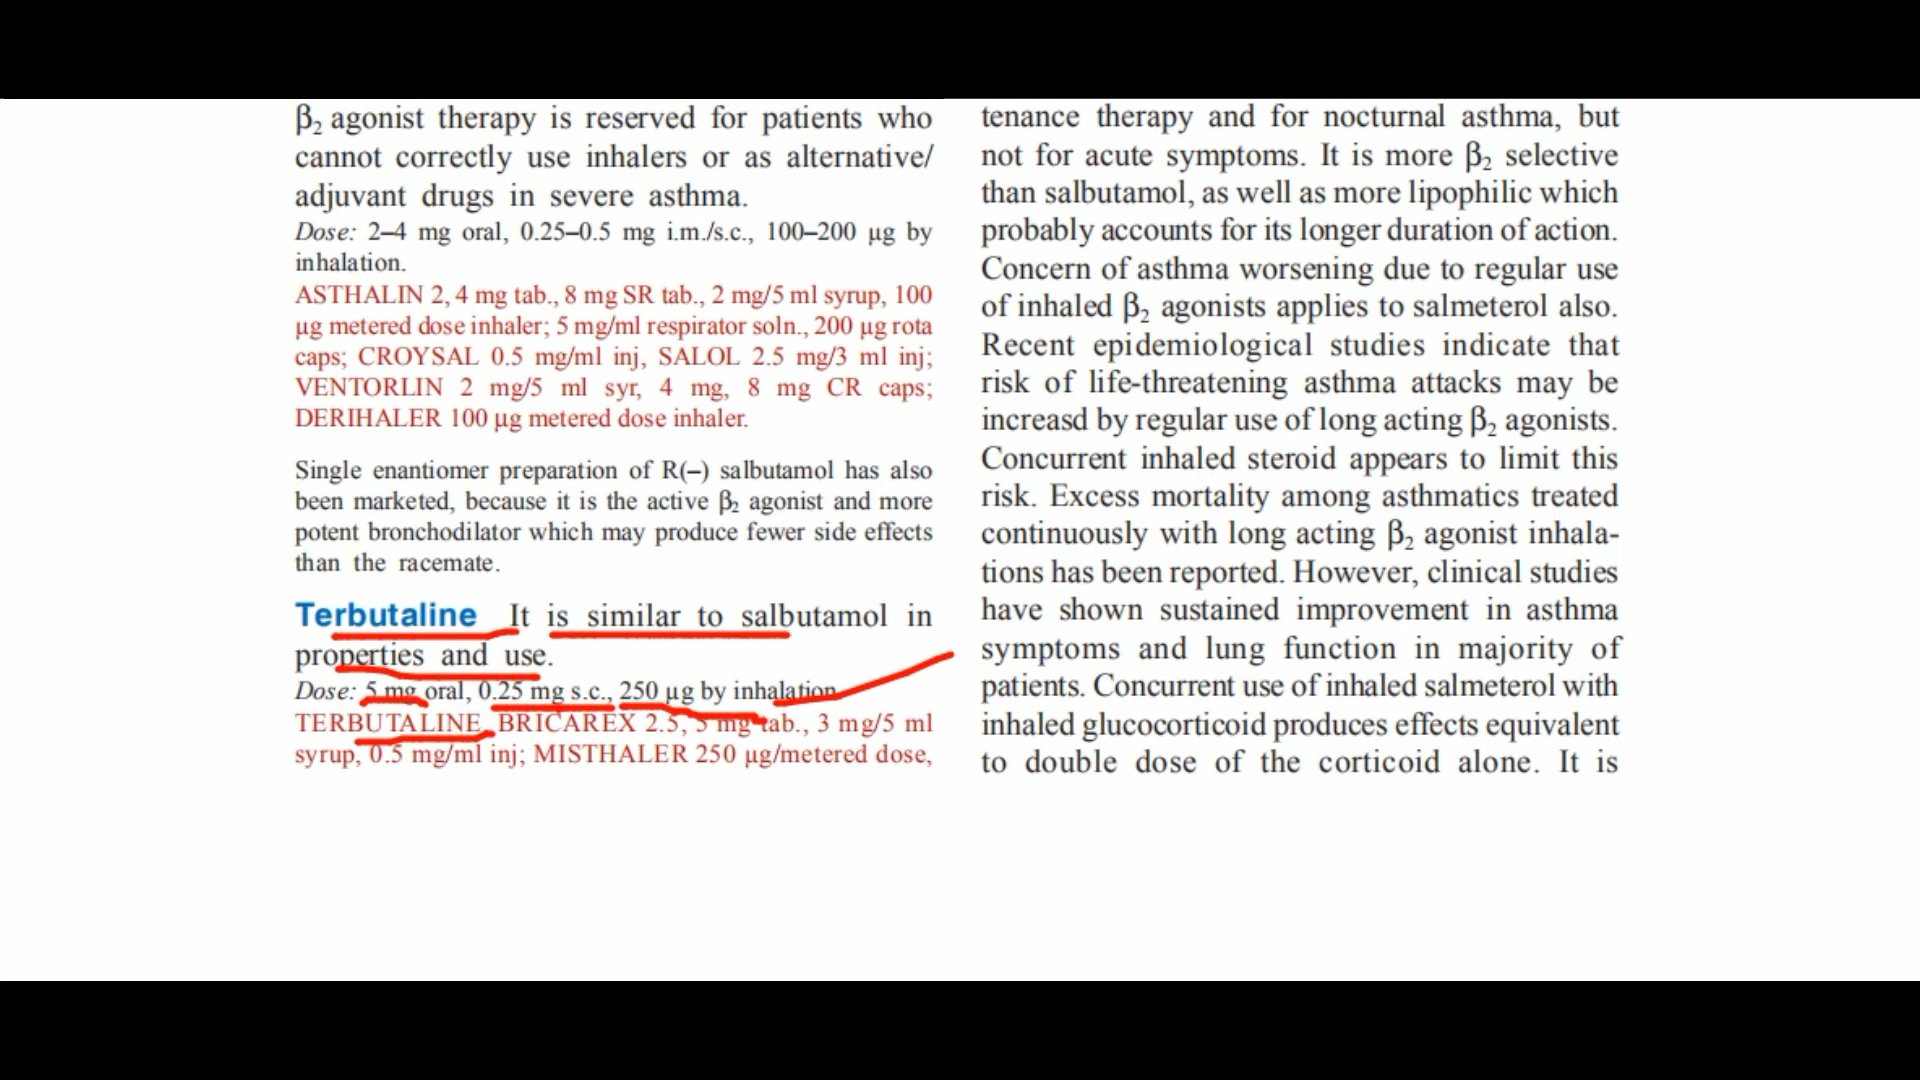 β₂ agonist therapy is reserved for patients who
cannot correctly use inhalers or as alternative/
adjuvant drugs in severe asthma.
Dose: 2–4 mg oral, 0.25–0.5 mg i.m./s.c., 100–200 μg by
inhalation.
ASTHALIN 2, 4 mg tab., 8 mg SR tab., 2 mg/5 ml syrup, 100
μg metered dose inhaler; 5 mg/ml respirator soln., 200 μg rota
caps; CROYSAL 0.5 mg/ml inj, SALOL 2.5 mg/3 ml inj;
VENTORLIN 2 mg/5 ml syr, 4 mg, 8 mg CR caps;
DERIHALER 100 μg metered dose inhaler.
Single enantiomer preparation of R(–) salbutamol has also
been marketed, because it is the active β₂ agonist and more
potent bronchodilator which may produce fewer side effects
than the racemate.
Terbutaline It is similar to salbutamol in
properties and use.
Dose: 5 mg oral, 0.25 mg s.c., 250 μg by inhalation
TERBUTALINE, BRICAREX 2.5, 5 mg tab., 3 mg/5 ml
syrup, 0.5 mg/ml inj; MISTHALER 250 μg/metered dose,
tenance therapy and for nocturnal asthma, but
not for acute symptoms. It is more β₂ selective
than salbutamol, as well as more lipophilic which
probably accounts for its longer duration of action.
Concern of asthma worsening due to regular use
of inhaled β₂ agonists applies to salmeterol also.
Recent epidemiological studies indicate that
risk of life-threatening asthma attacks may be
increasd by regular use of long acting β₂ agonists.
Concurrent inhaled steroid appears to limit this
risk. Excess mortality among asthmatics treated
continuously with long acting β₂ agonist inhala-
tions has been reported. However, clinical studies
have shown sustained improvement in asthma
symptoms and lung function in majority of
patients. Concurrent use of inhaled salmeterol with
inhaled glucocorticoid produces effects equivalent
to double dose of the corticoid alone. It is